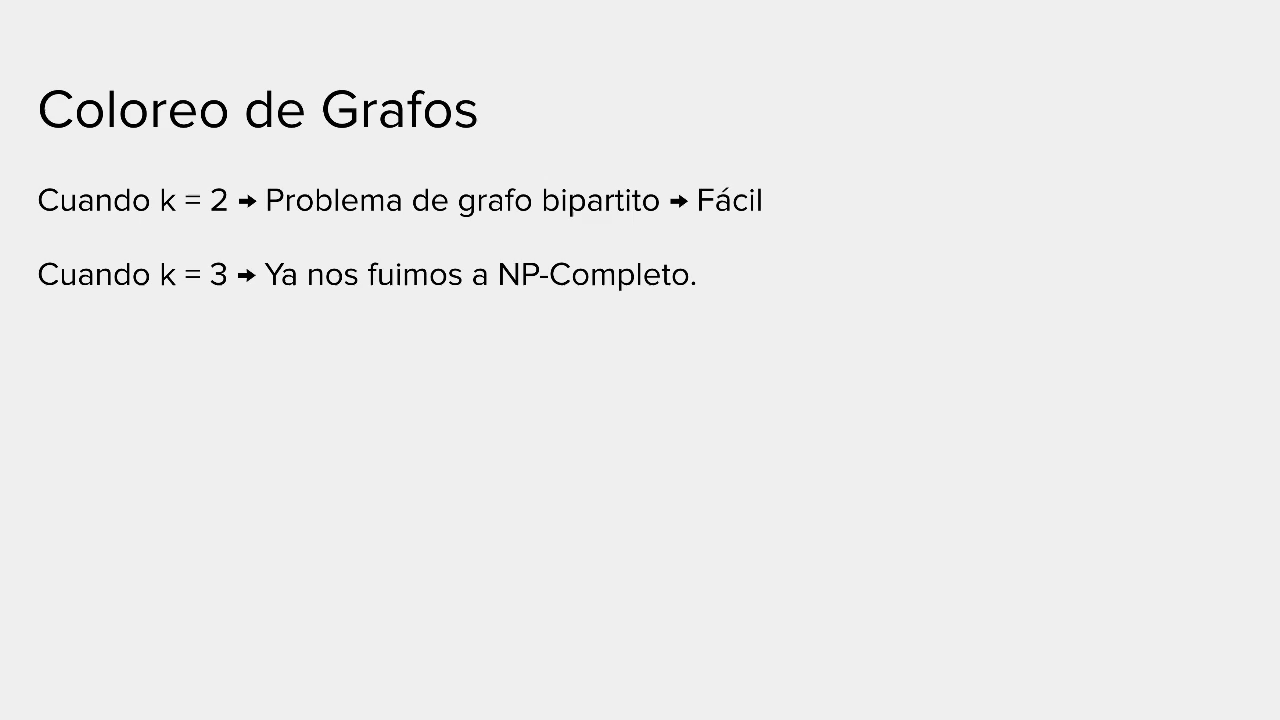 Coloreo de Grafos
Cuando k = 2 → Problema de grafo bipartito → Fácil
Cuando k = 3 → Ya nos fuimos a NP-Completo.